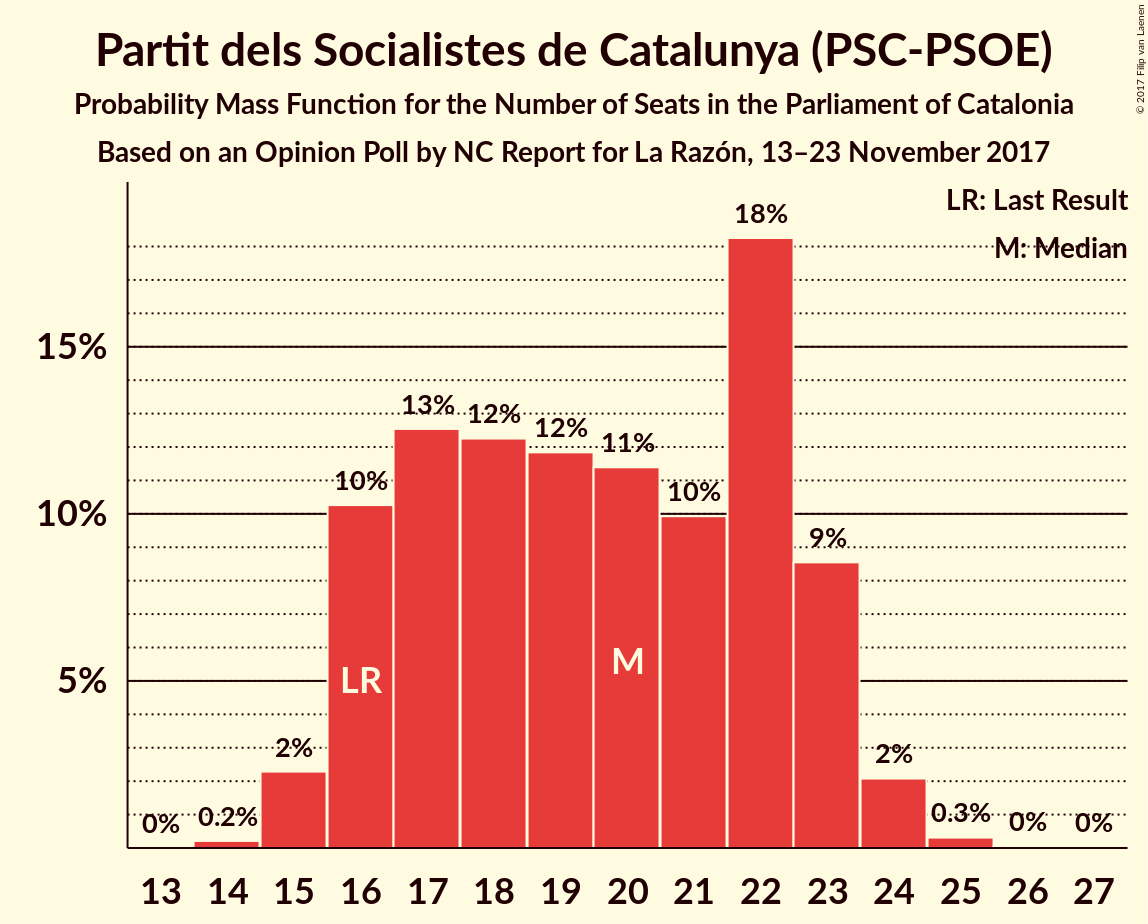 Partit dels Socialistes de Catalunya (PSC-PSOE)
Probability Mass Function for the Number of Seats in the Parliament of Catalonia
Based on an Opinion Poll by NC Report for La Razón, 13–23 November 2017
© 2017 Filip van Laenen
LR: Last Result
M: Median
15%
10%
5%
0%
0.2%
2%
10%
13%
12%
12%
11%
10%
18%
9%
2%
0.3%
0%
0%
LR
M
13 14 15 16 17 18 19 20 21 22 23 24 25 26 27